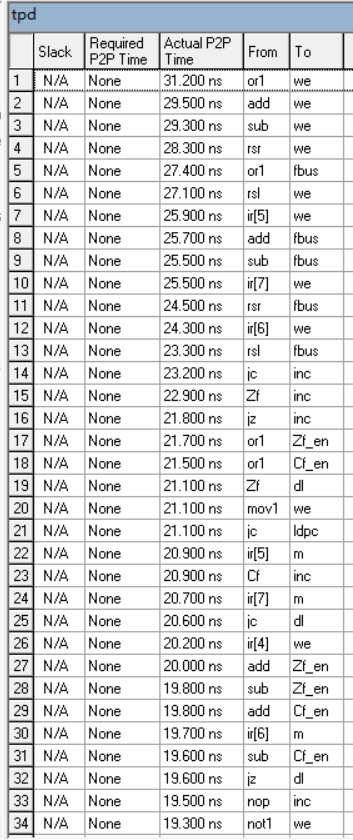 tpd
Slack Required P2P Time Actual P2P Time From To
1 N/A None 31.200 ns or1 we
2 N/A None 29.500 ns add we
3 N/A None 29.300 ns sub we
4 N/A None 28.300 ns rsr we
5 N/A None 27.400 ns or1 fbus
6 N/A None 27.100 ns rsl we
7 N/A None 25.900 ns ir[5] we
8 N/A None 25.700 ns add fbus
9 N/A None 25.500 ns sub fbus
10 N/A None 25.500 ns ir[7] we
11 N/A None 24.500 ns rsr fbus
12 N/A None 24.300 ns ir[6] we
13 N/A None 23.300 ns rsl fbus
14 N/A None 23.200 ns jc inc
15 N/A None 22.900 ns Zf inc
16 N/A None 21.800 ns jz inc
17 N/A None 21.700 ns or1 Zf_en
18 N/A None 21.500 ns or1 Cf_en
19 N/A None 21.100 ns Zf dl
20 N/A None 21.100 ns mov1 we
21 N/A None 21.100 ns jc ldpc
22 N/A None 20.900 ns ir[5] m
23 N/A None 20.900 ns Cf inc
24 N/A None 20.700 ns ir[7] m
25 N/A None 20.600 ns jc dl
26 N/A None 20.200 ns ir[4] we
27 N/A None 20.000 ns add Zf_en
28 N/A None 19.800 ns sub Zf_en
29 N/A None 19.800 ns add Cf_en
30 N/A None 19.700 ns ir[6] m
31 N/A None 19.600 ns sub Cf_en
32 N/A None 19.600 ns jz dl
33 N/A None 19.500 ns nop inc
34 N/A None 19.300 ns not1 we